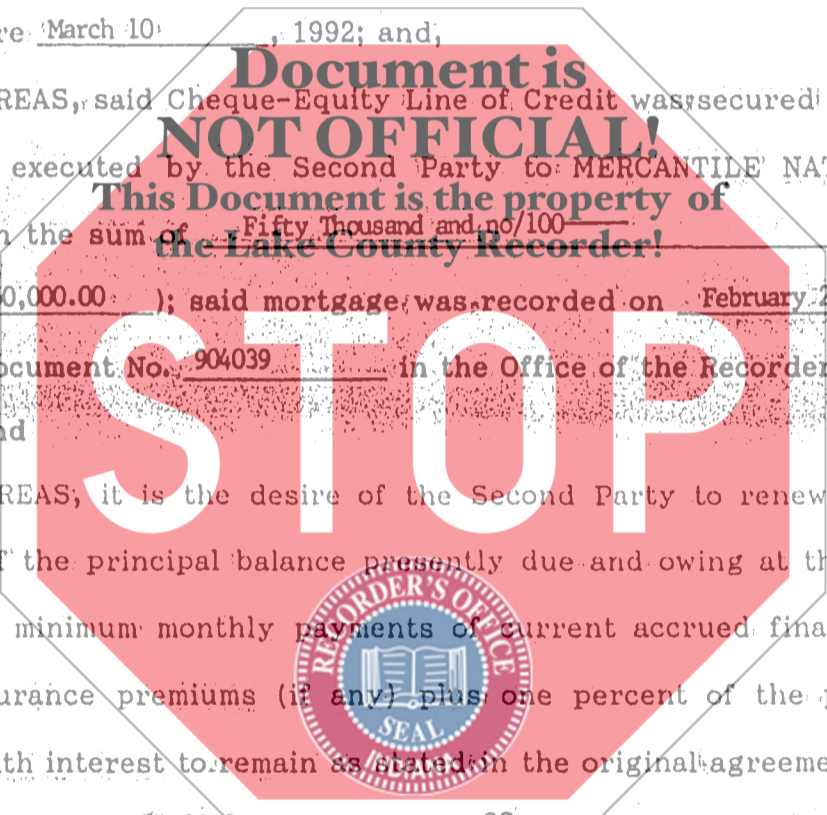 re March 10, 1992; and,
Document is
REAS, said Cheque-Equity Line of Credit was secured
NOT OFFICIAL!
executed by the Second Party to MERCANTILE NAT
This Document is the property of
n the sum of Fifty Thousand and no/100
the Lake County Recorder!
0,000.00 ); said mortgage was recorded on February 2
ocument No. 904039 in the Office of the Recorder
nd
STOP
REAS, it is the desire of the Second Party to renew
f the principal balance presently due and owing at th
minimum monthly payments of current accrued fina
urance premiums (if any) plus one percent of the
th interest to remain as stated in the original agreeme
RECORDER'S OFFICE
SEAL